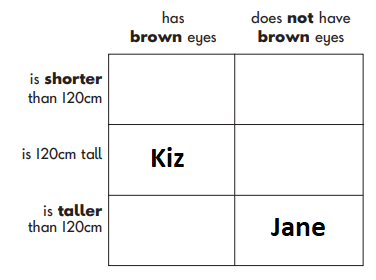 has
brown eyes
does not have
brown eyes
is shorter
than 120cm
is 120cm tall
Kiz
is taller
than 120cm
Jane